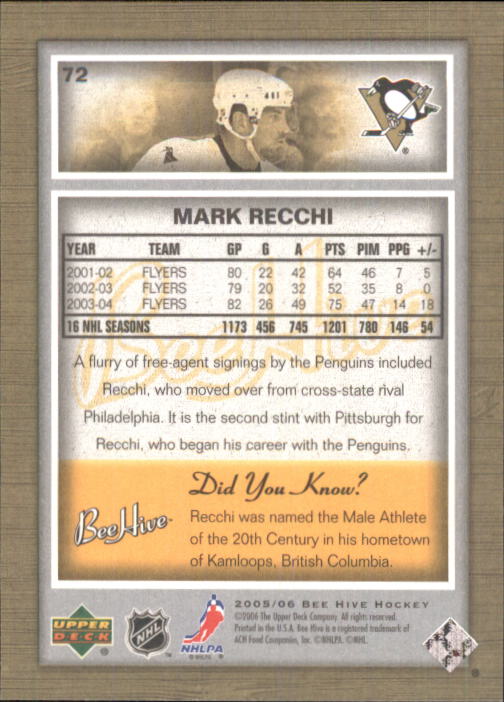 72
MARK RECCHI
YEAR TEAM GP G A PTS PIM PPG +/-
2001-02 FLYERS 80 22 42 64 46 7 5
2002-03 FLYERS 79 20 32 52 35 8 0
2003-04 FLYERS 82 26 49 75 47 14 18
16 NHL SEASONS 1173 456 745 1201 780 146 54
A flurry of free-agent signings by the Penguins included
Recchi, who moved over from cross-state rival
Philadelphia. It is the second stint with Pittsburgh for
Recchi, who began his career with the Penguins.
Did You Know?
BeeHive
Recchi was named the Male Athlete
of the 20th Century in his hometown
of Kamloops, British Columbia.
2005/06 BEE HIVE HOCKEY
©2006 The Upper Deck Company. All rights reserved.
Printed in the U.S.A. Bee Hive is a registered trademark of
ACH Food Companies, Inc. ©NHLPA. ©NHL.
UPPER
DECK
NHL
NHLPA